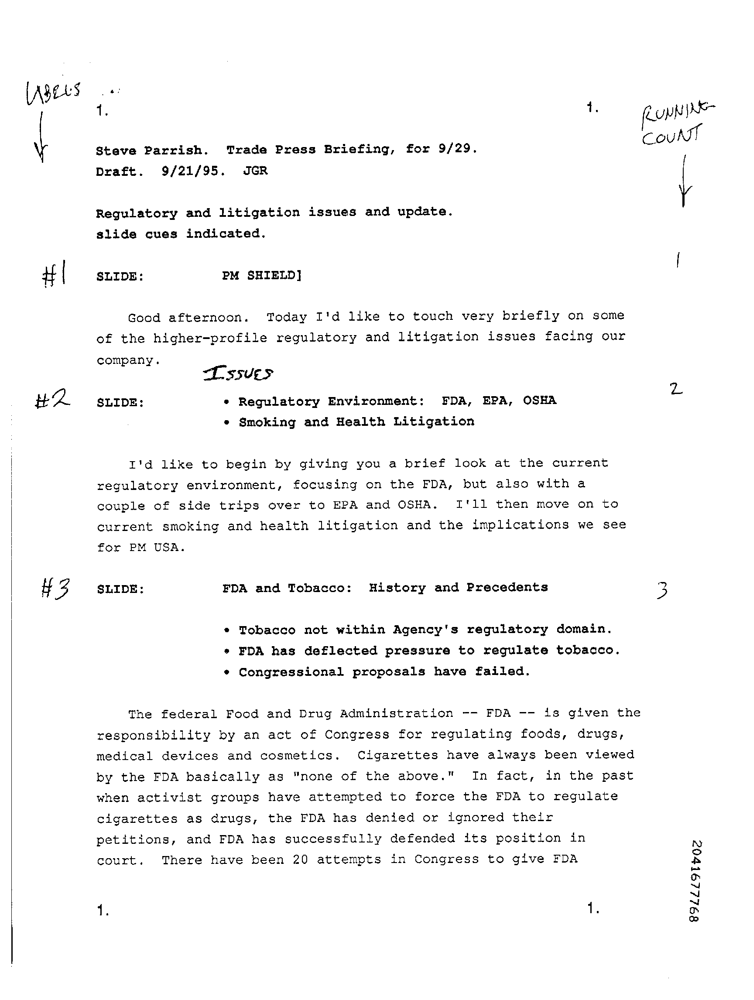 LABELS
1. 1.
RUNNING
COUNT
Steve Parrish. Trade Press Briefing, for 9/29.
Draft. 9/21/95. JGR
Regulatory and litigation issues and update.
slide cues indicated.
#1 SLIDE: PM SHIELD] 1
Good afternoon. Today I'd like to touch very briefly on some
of the higher-profile regulatory and litigation issues facing our
company.
ISSUES
#2 SLIDE: • Regulatory Environment: FDA, EPA, OSHA 2
• Smoking and Health Litigation
I'd like to begin by giving you a brief look at the current
regulatory environment, focusing on the FDA, but also with a
couple of side trips over to EPA and OSHA. I'll then move on to
current smoking and health litigation and the implications we see
for PM USA.
#3 SLIDE: FDA and Tobacco: History and Precedents 3
• Tobacco not within Agency's regulatory domain.
• FDA has deflected pressure to regulate tobacco.
• Congressional proposals have failed.
The federal Food and Drug Administration -- FDA -- is given the
responsibility by an act of Congress for regulating foods, drugs,
medical devices and cosmetics. Cigarettes have always been viewed
by the FDA basically as "none of the above." In fact, in the past
when activist groups have attempted to force the FDA to regulate
cigarettes as drugs, the FDA has denied or ignored their
petitions, and FDA has successfully defended its position in
court. There have been 20 attempts in Congress to give FDA
1. 1.
2041677768